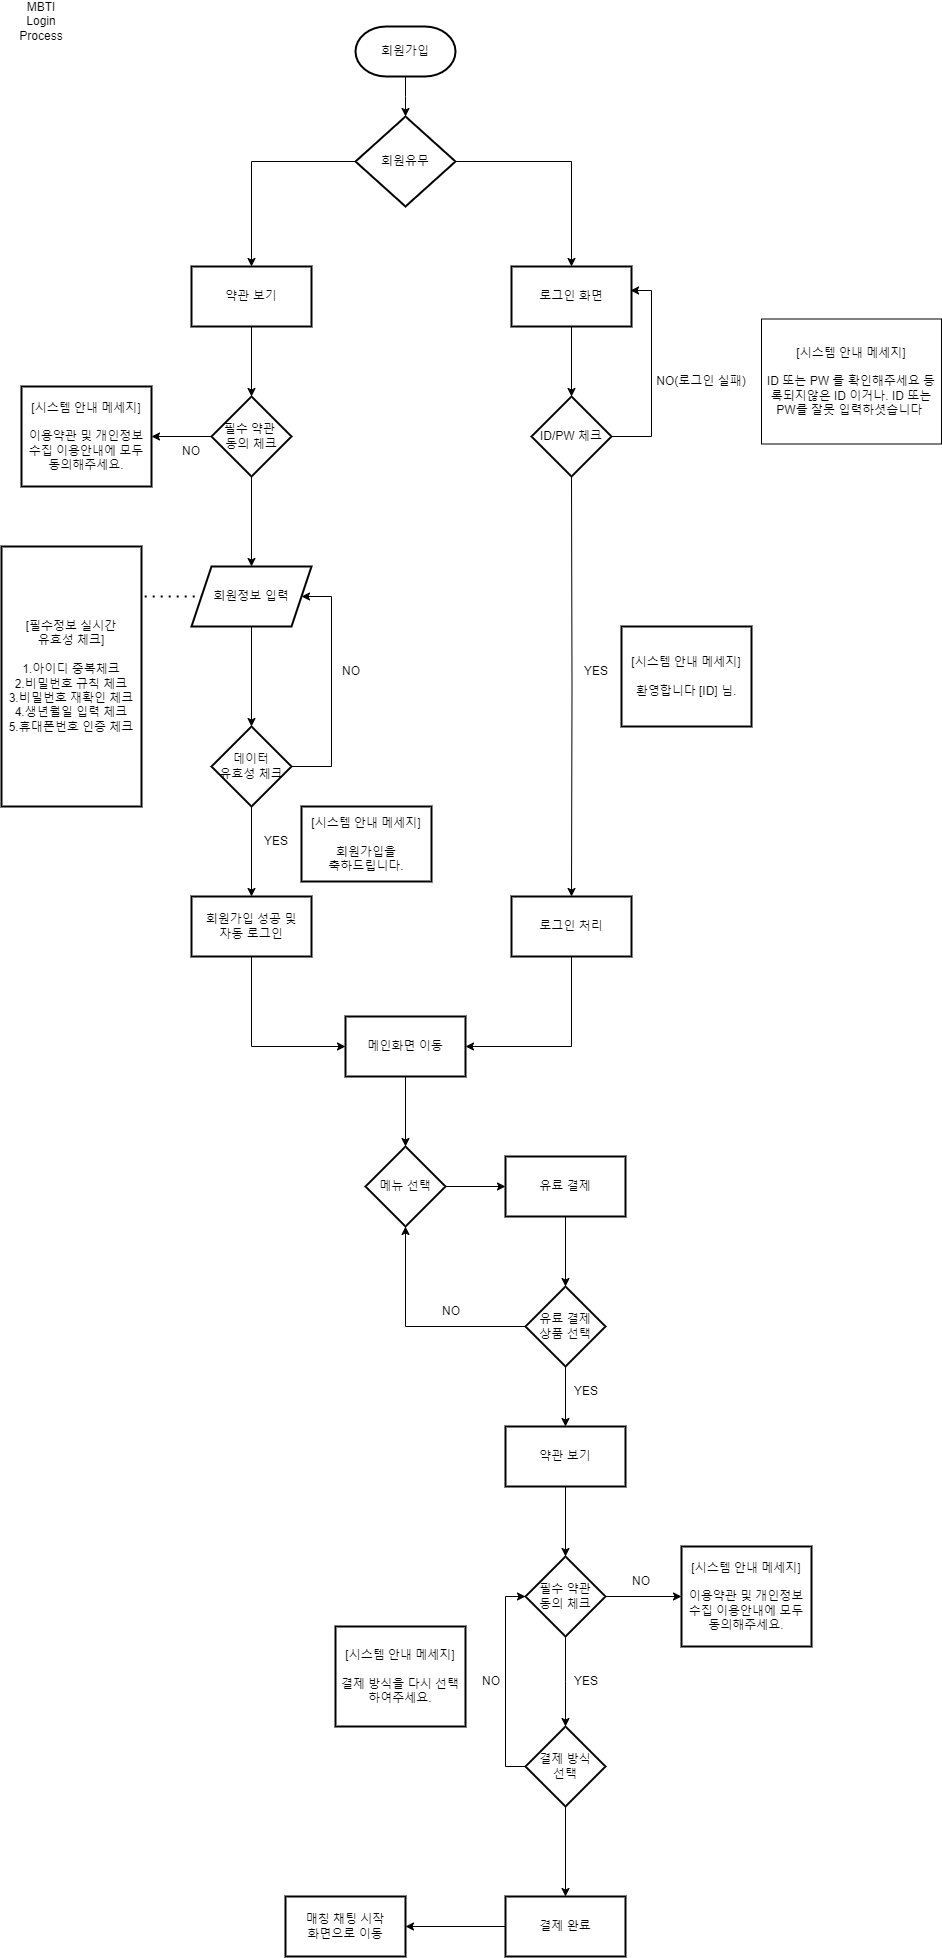 MBTI
Login
Process
회원가입
회원유무
약관 보기
로그인 화면
NO(로그인 실패)
[시스템 안내 메세지]
ID 또는 PW 를 확인해주세요 등
록되지않은 ID 이거나. ID 또는
PW를 잘못 입력하셧습니다
[시스템 안내 메세지]
이용약관 및 개인정보
수집 이용안내에 모두
동의해주세요.
NO
필수 약관
동의 체크
ID/PW 체크
[필수정보 실시간
유효성 체크]
1.아이디 중복체크
2.비밀번호 규칙 체크
3.비밀번호 재확인 체크
4.생년월일 입력 체크
5.휴대폰번호 인증 체크
회원정보 입력
NO
YES
[시스템 안내 메세지]
환영합니다 [ID] 님.
데이터
유효성 체크
YES
[시스템 안내 메세지]
회원가입을
축하드립니다.
회원가입 성공 및
자동 로그인
로그인 처리
메인화면 이동
메뉴 선택
유료 결제
NO
유료 결제
상품 선택
YES
약관 보기
필수 약관
동의 체크
NO
[시스템 안내 메세지]
이용약관 및 개인정보
수집 이용안내에 모두
동의해주세요.
[시스템 안내 메세지]
결제 방식을 다시 선택
하여주세요.
NO
YES
결제 방식
선택
매칭 채팅 시작
화면으로 이동
결제 완료